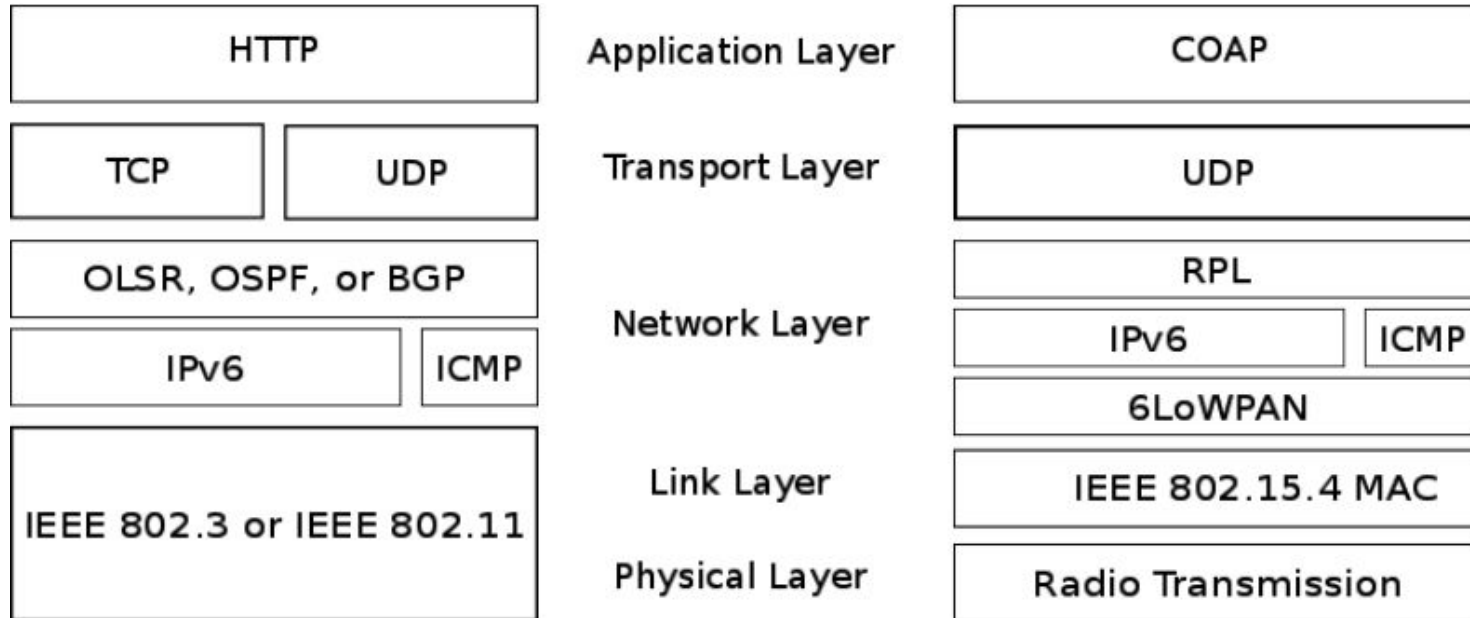 HTTP
Application Layer
COAP
TCP
UDP
Transport Layer
UDP
OLSR, OSPF, or BGP
RPL
Network Layer
IPv6
ICMP
IPv6
ICMP
6LoWPAN
Link Layer
IEEE 802.15.4 MAC
IEEE 802.3 or IEEE 802.11
Physical Layer
Radio Transmission